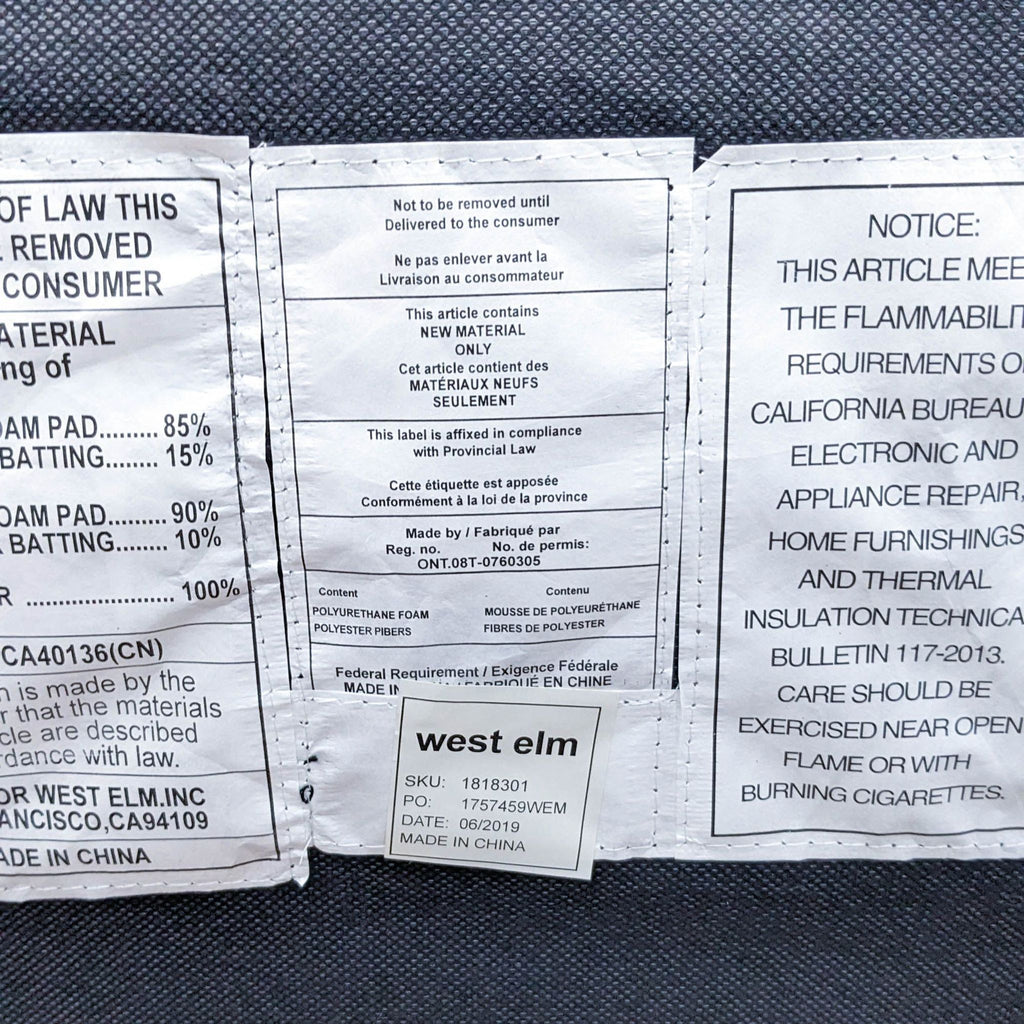 OF LAW THIS
REMOVED
CONSUMER
ATERIAL
ng of
OAM PAD......... 85%
BATTING........ 15%
OAM PAD......... 90%
BATTING........ 10%
R ....................... 100%
CA40136(CN)
n is made by the
r that the materials
cle are described
rdance with law.
OR WEST ELM.INC
ANCISCO,CA94109
ADE IN CHINA
Not to be removed until
Delivered to the consumer
Ne pas enlever avant la
Livraison au consommateur
This article contains
NEW MATERIAL
ONLY
Cet article contient des
MATÉRIAUX NEUFS
SEULEMENT
This label is affixed in compliance
with Provincial Law
Cette étiquette est apposée
Conformément à la loi de la province
Made by / Fabriqué par
Reg. no. No. de permis:
ONT.08T-0760305
Content Contenu
POLYURETHANE FOAM MOUSSE DE POLYEURÉTHANE
POLYESTER PIBERS FIBRES DE POLYESTER
Federal Requirement / Exigence Fédérale
MADE IN / FABRIQUÉ EN CHINE
west elm
SKU: 1818301
PO: 1757459WEM
DATE: 06/2019
MADE IN CHINA
NOTICE:
THIS ARTICLE MEE
THE FLAMMABILIT
REQUIREMENTS O
CALIFORNIA BUREAU
ELECTRONIC AND
APPLIANCE REPAIR,
HOME FURNISHINGS
AND THERMAL
INSULATION TECHNICA
BULLETIN 117-2013.
CARE SHOULD BE
EXERCISED NEAR OPEN
FLAME OR WITH
BURNING CIGARETTES.